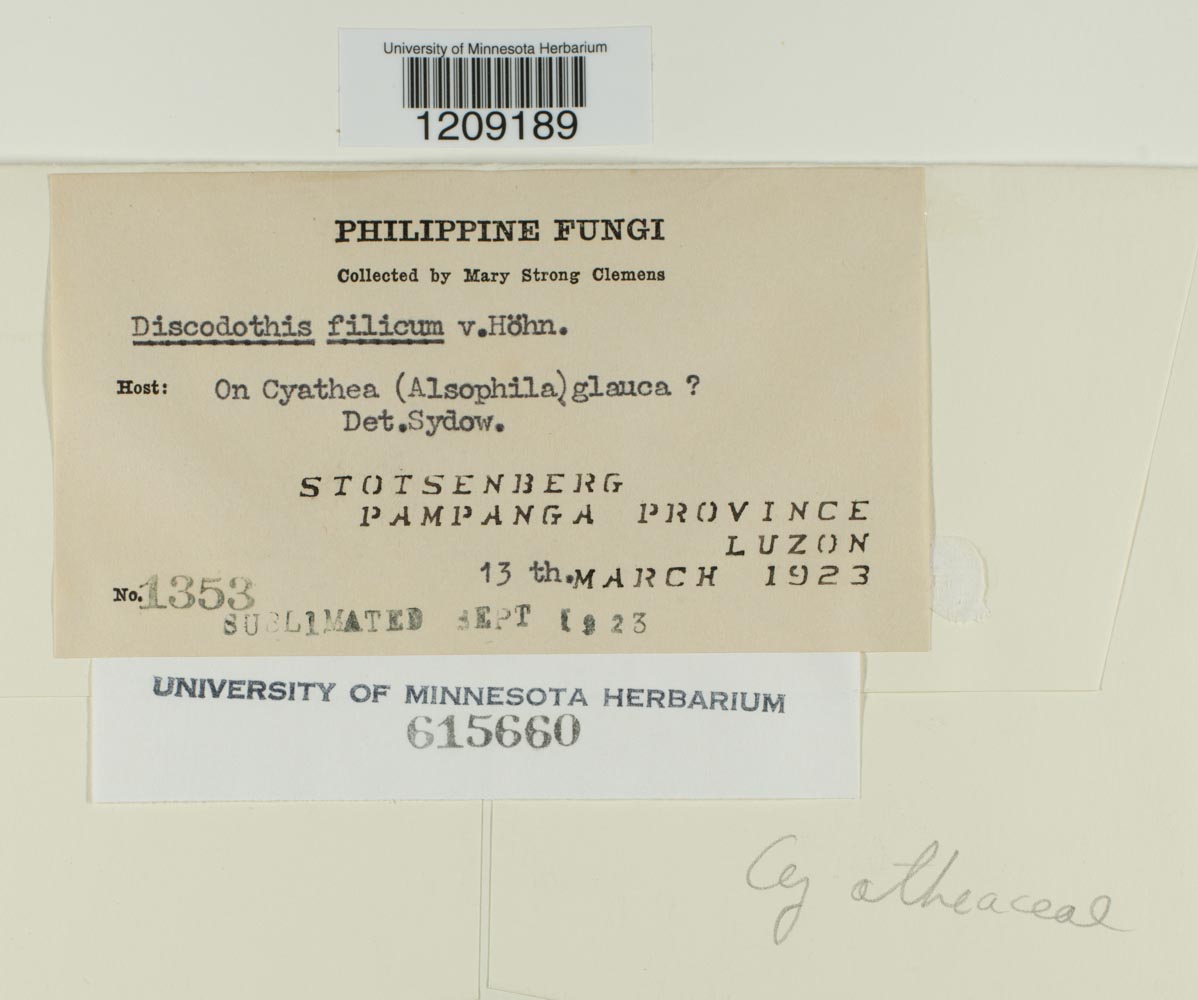 University of Minnesota Herbarium
1209189
PHILIPPINE FUNGI
Collected by Mary Strong Clemens
Discodothis filicum v.Höhn.
Host: On Cyathea (Alsophila) glauca ?
Det.Sydow.
STOTSENBERG
PAMPANGA PROVINCE
LUZON
13 th. MARCH 1923
No. 1353
SUBLIMATED SEPT 1923
UNIVERSITY OF MINNESOTA HERBARIUM
615660
Cyatheaceae